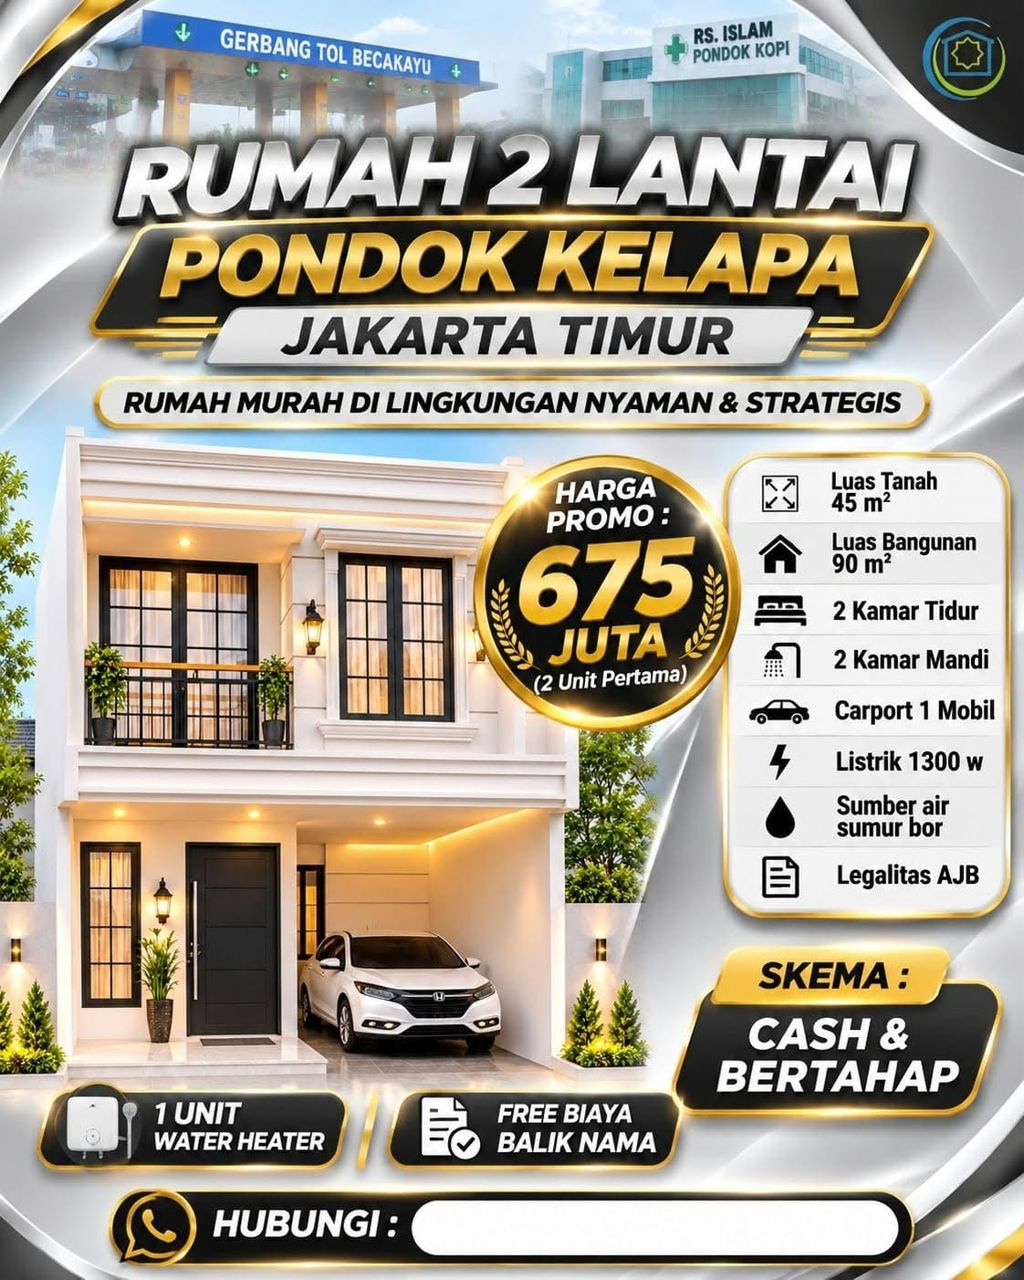 GERBANG TOL BECAKAYU
RS. ISLAM
PONDOK KOPI
RUMAH 2 LANTAI
PONDOK KELAPA
JAKARTA TIMUR
RUMAH MURAH DI LINGKUNGAN NYAMAN & STRATEGIS
HARGA
PROMO :
675
JUTA
(2 Unit Pertama)
Luas Tanah
45 m²
Luas Bangunan
90 m²
2 Kamar Tidur
2 Kamar Mandi
Carport 1 Mobil
Listrik 1300 w
Sumber air
sumur bor
Legalitas AJB
SKEMA :
CASH &
BERTAHAP
1 UNIT
WATER HEATER
FREE BIAYA
BALIK NAMA
HUBUNGI :